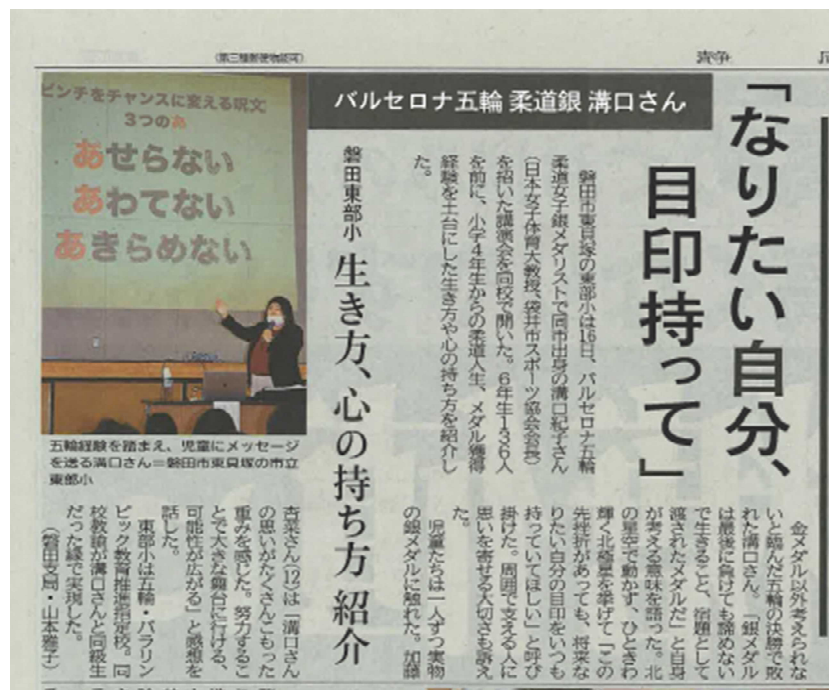 (第三種郵便物認可)
静
バルセロナ五輪 柔道銀 溝口さん
「なりたい自分、
目印持って」
磐田東部小 生き方、心の持ち方 紹介
ピンチをチャンスに変える呪文
3つのあ
あせらない
あわてない
あきらめない
五輪経験を踏まえ、児童にメッセージ
を送る溝口さん=磐田市東貝塚の市立
東部小
磐田市東貝塚の東部小は16日、バルセロナ五輪
柔道女子銀メダリストで同市出身の溝口紀子さん
(日本女子体育大教授、袋井市スポーツ協会会長)
を招いた講演会を同校で開いた。6年生136人
を前に、小学4年生からの柔道人生、メダル獲得
経験を土台にした生き方や心の持ち方を紹介し
た。
金メダル以外考えられな
いと臨んだ五輪の決勝で敗
れた溝口さん。「銀メダル
は最後に負けても諦めない
で生きること、宿題として
渡されたメダルだ」と自身
が考える意味を語った。北
の星空で動かず、ひときわ
輝く北極星を挙げて「この
先挫折があっても、将来な
りたい自分の目印をいつも
持っていてほしい」と呼び
掛けた。周囲で支える人に
思いを寄せる大切さも訴え
た。
児童たちは一人ずつ実物
の銀メダルに触れた。加藤
杏菜さん(12)は「溝口さん
の思いがたくさんこもった
重みを感じた。努力するこ
とで大きな舞台に行ける、
可能性が広がる」と感想を
話した。
東部小は五輪・パラリン
ピック教育推進指定校。同
校教諭が溝口さんと同級生
だった縁で実現した。
(磐田支局・山本雅子)